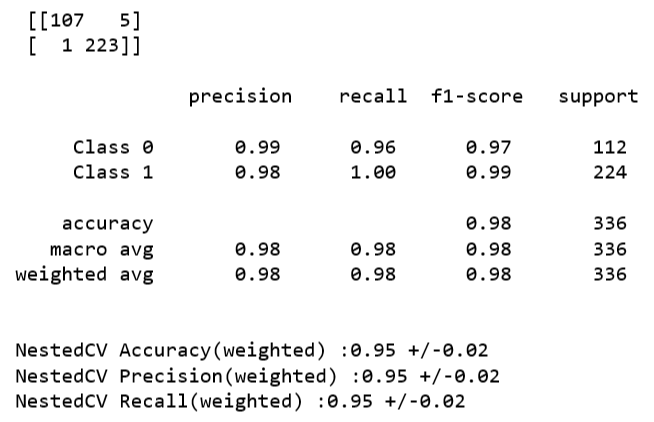 [[107   5]
[  1 223]]
precision    recall  f1-score   support
Class 0       0.99      0.96      0.97       112
Class 1       0.98      1.00      0.99       224
accuracy                           0.98       336
macro avg       0.98      0.98      0.98       336
weighted avg       0.98      0.98      0.98       336
NestedCV Accuracy(weighted) :0.95 +/-0.02
NestedCV Precision(weighted) :0.95 +/-0.02
NestedCV Recall(weighted) :0.95 +/-0.02